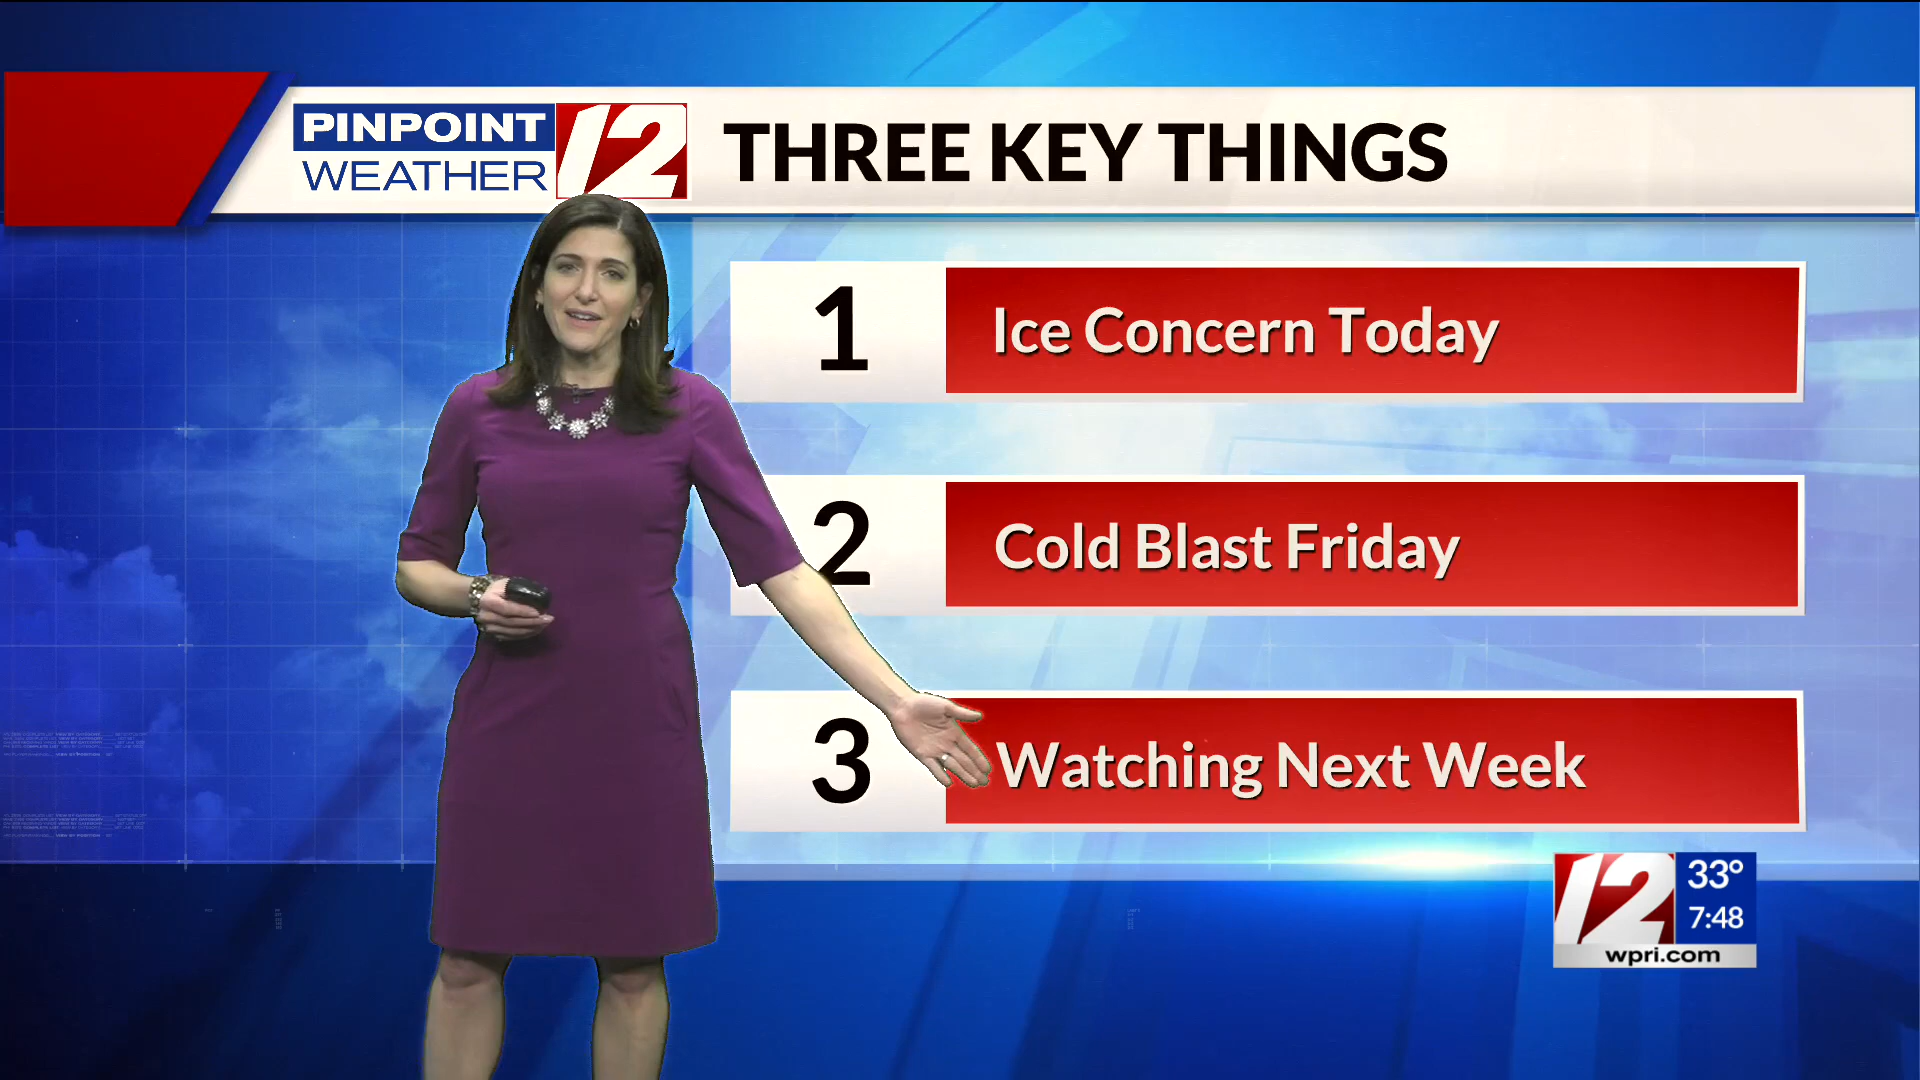 PINPOINT
WEATHER
12
THREE KEY THINGS
1
Ice Concern Today
2
Cold Blast Friday
3
Watching Next Week
12
33°
7:48
wpri.com